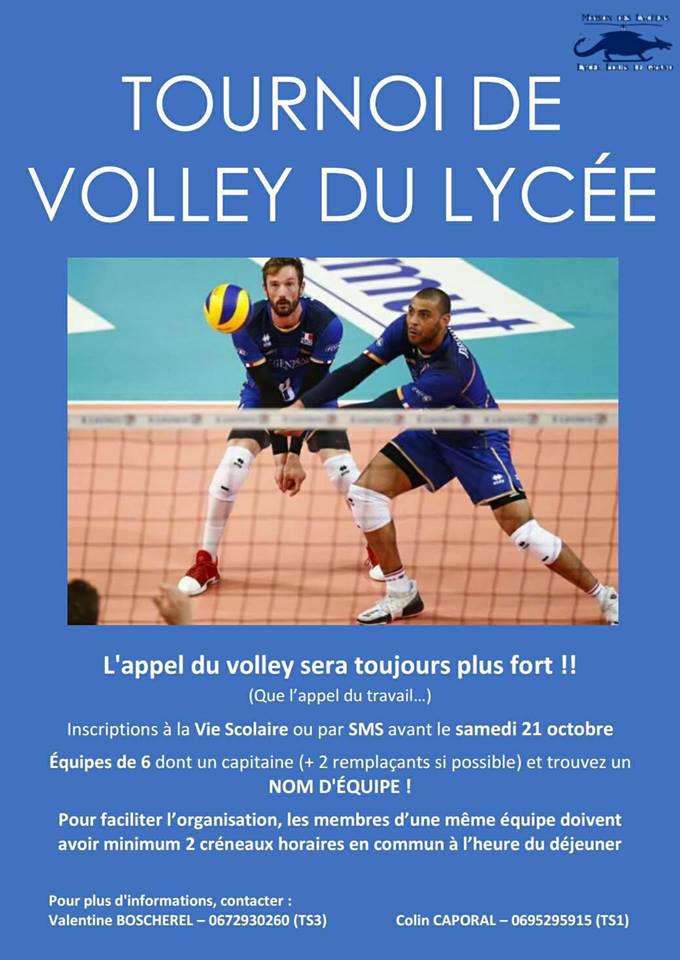 MAISON DES LYCÉENS
TOURNOI DE
VOLLEY DU LYCÉE
L'appel du volley sera toujours plus fort !!
(Que l’appel du travail…)
Inscriptions à la Vie Scolaire ou par SMS avant le samedi 21 octobre
Équipes de 6 dont un capitaine (+ 2 remplaçants si possible) et trouvez un
NOM D'ÉQUIPE !
Pour faciliter l’organisation, les membres d’une même équipe doivent
avoir minimum 2 créneaux horaires en commun à l’heure du déjeuner
Pour plus d'informations, contacter :
Valentine BOSCHEREL – 0672930260 (TS3)
Colin CAPORAL – 0695295915 (TS1)